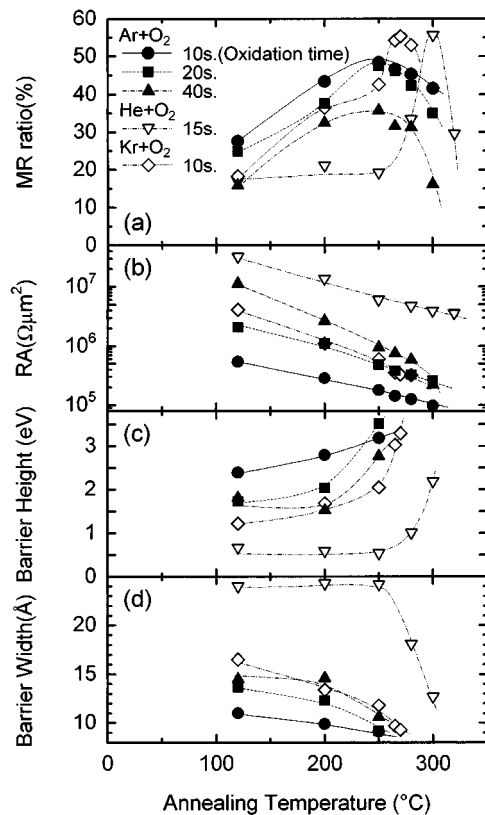 60
50
40
30
20
10
0
MR ratio(%)
Ar+O2
10s.(Oxidation time)
20s.
40s.
He+O2
15s.
Kr+O2
10s.
(a)
10^7
10^6
10^5
RA(Ωμm²)
(b)
3
2
1
0
Barrier Height (eV)
(c)
20
15
10
Barrier Width(Å)
(d)
0 100 200 300
Annealing Temperature (°C)